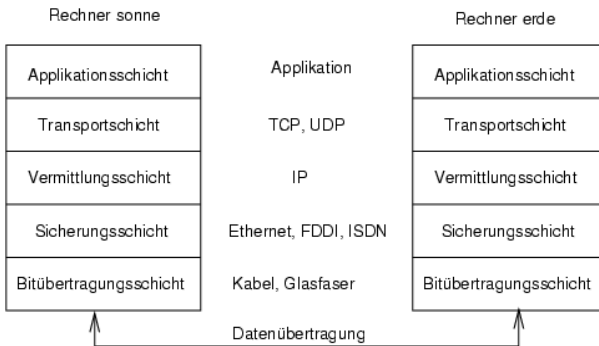 Rechner sonne
Rechner erde
Applikationsschicht
Applikation
Applikationsschicht
Transportschicht
TCP, UDP
Transportschicht
Vermittlungsschicht
IP
Vermittlungsschicht
Sicherungsschicht
Ethernet, FDDI, ISDN
Sicherungsschicht
Bitübertragungsschicht
Kabel, Glasfaser
Bitübertragungsschicht
Datenübertragung